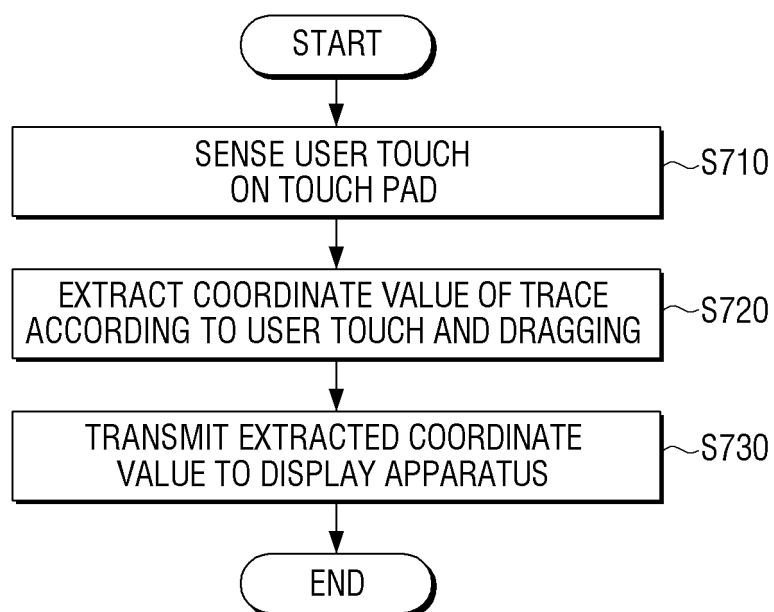 START
SENSE USER TOUCH
ON TOUCH PAD
S710
EXTRACT COORDINATE VALUE OF TRACE
ACCORDING TO USER TOUCH AND DRAGGING
S720
TRANSMIT EXTRACTED COORDINATE
VALUE TO DISPLAY APPARATUS
S730
END